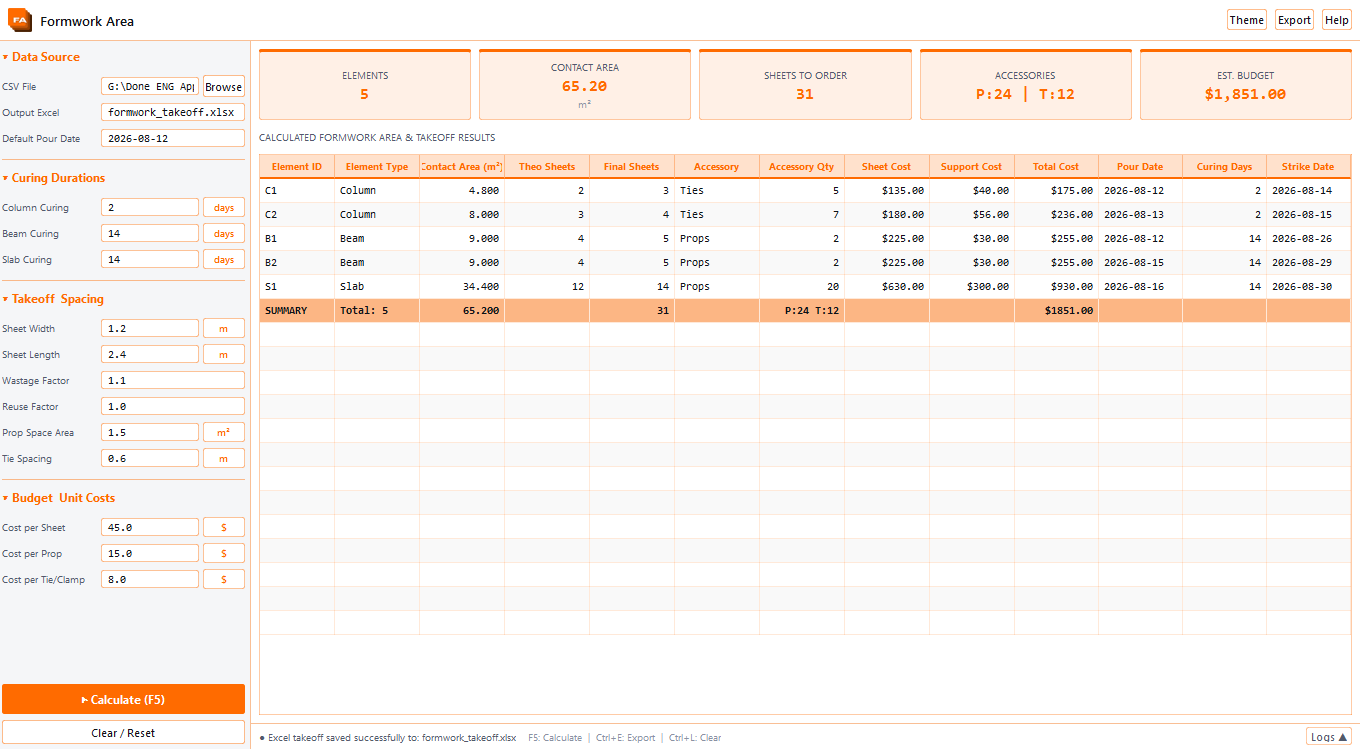 FA Formwork Area Theme Export Help
▾ Data Source
CSV File G:\Done ENG Ap Browse
Output Excel formwork_takeoff.xlsx
Default Pour Date 2026-08-12
▾ Curing Durations
Column Curing 2 days
Beam Curing 14 days
Slab Curing 14 days
▾ Takeoff Spacing
Sheet Width 1.2 m
Sheet Length 2.4 m
Wastage Factor 1.1
Reuse Factor 1.0
Prop Space Area 1.5 m²
Tie Spacing 0.6 m
▾ Budget Unit Costs
Cost per Sheet 45.0 $
Cost per Prop 15.0 $
Cost per Tie/Clamp 8.0 $
Calculate (F5)
Clear / Reset
ELEMENTS
5
CONTACT AREA
65.20
m²
SHEETS TO ORDER
31
ACCESSORIES
P:24 | T:12
EST. BUDGET
$1,851.00
CALCULATED FORMWORK AREA & TAKEOFF RESULTS
Element ID Element Type Contact Area (m²) Theo Sheets Final Sheets Accessory Accessory Qty Sheet Cost Support Cost Total Cost Pour Date Curing Days Strike Date
C1 Column 4.800 2 3 Ties 5 $135.00 $40.00 $175.00 2026-08-12 2 2026-08-14
C2 Column 8.000 3 4 Ties 7 $180.00 $56.00 $236.00 2026-08-13 2 2026-08-15
B1 Beam 9.000 4 5 Props 2 $225.00 $30.00 $255.00 2026-08-12 14 2026-08-26
B2 Beam 9.000 4 5 Props 2 $225.00 $30.00 $255.00 2026-08-15 14 2026-08-29
S1 Slab 34.400 12 14 Props 20 $630.00 $300.00 $930.00 2026-08-16 14 2026-08-30
SUMMARY Total: 5 65.200 31 P:24 T:12 $1851.00
● Excel takeoff saved successfully to: formwork_takeoff.xlsx F5: Calculate | Ctrl+E: Export | Ctrl+L: Clear Logs ▲